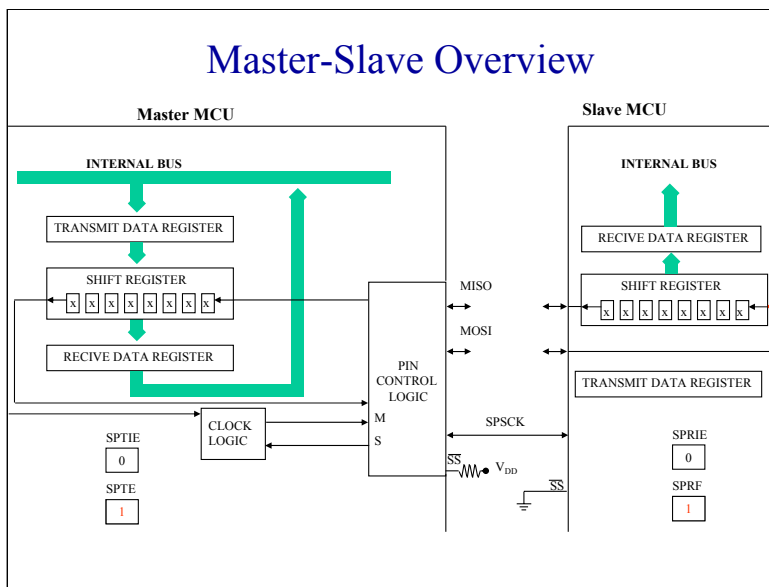 Master-Slave Overview
Master MCU
Slave MCU
INTERNAL BUS
INTERNAL BUS
TRANSMIT DATA REGISTER
RECIVE DATA REGISTER
SHIFT REGISTER
x x x x x x x x
SHIFT REGISTER
x x x x x x x x
MISO
MOSI
RECIVE DATA REGISTER
PIN
CONTROL
LOGIC
TRANSMIT DATA REGISTER
CLOCK
LOGIC
M
S
SPSCK
SPTIE
0
SPRIE
0
SS
VDD
SS
SPTE
1
SPRF
1